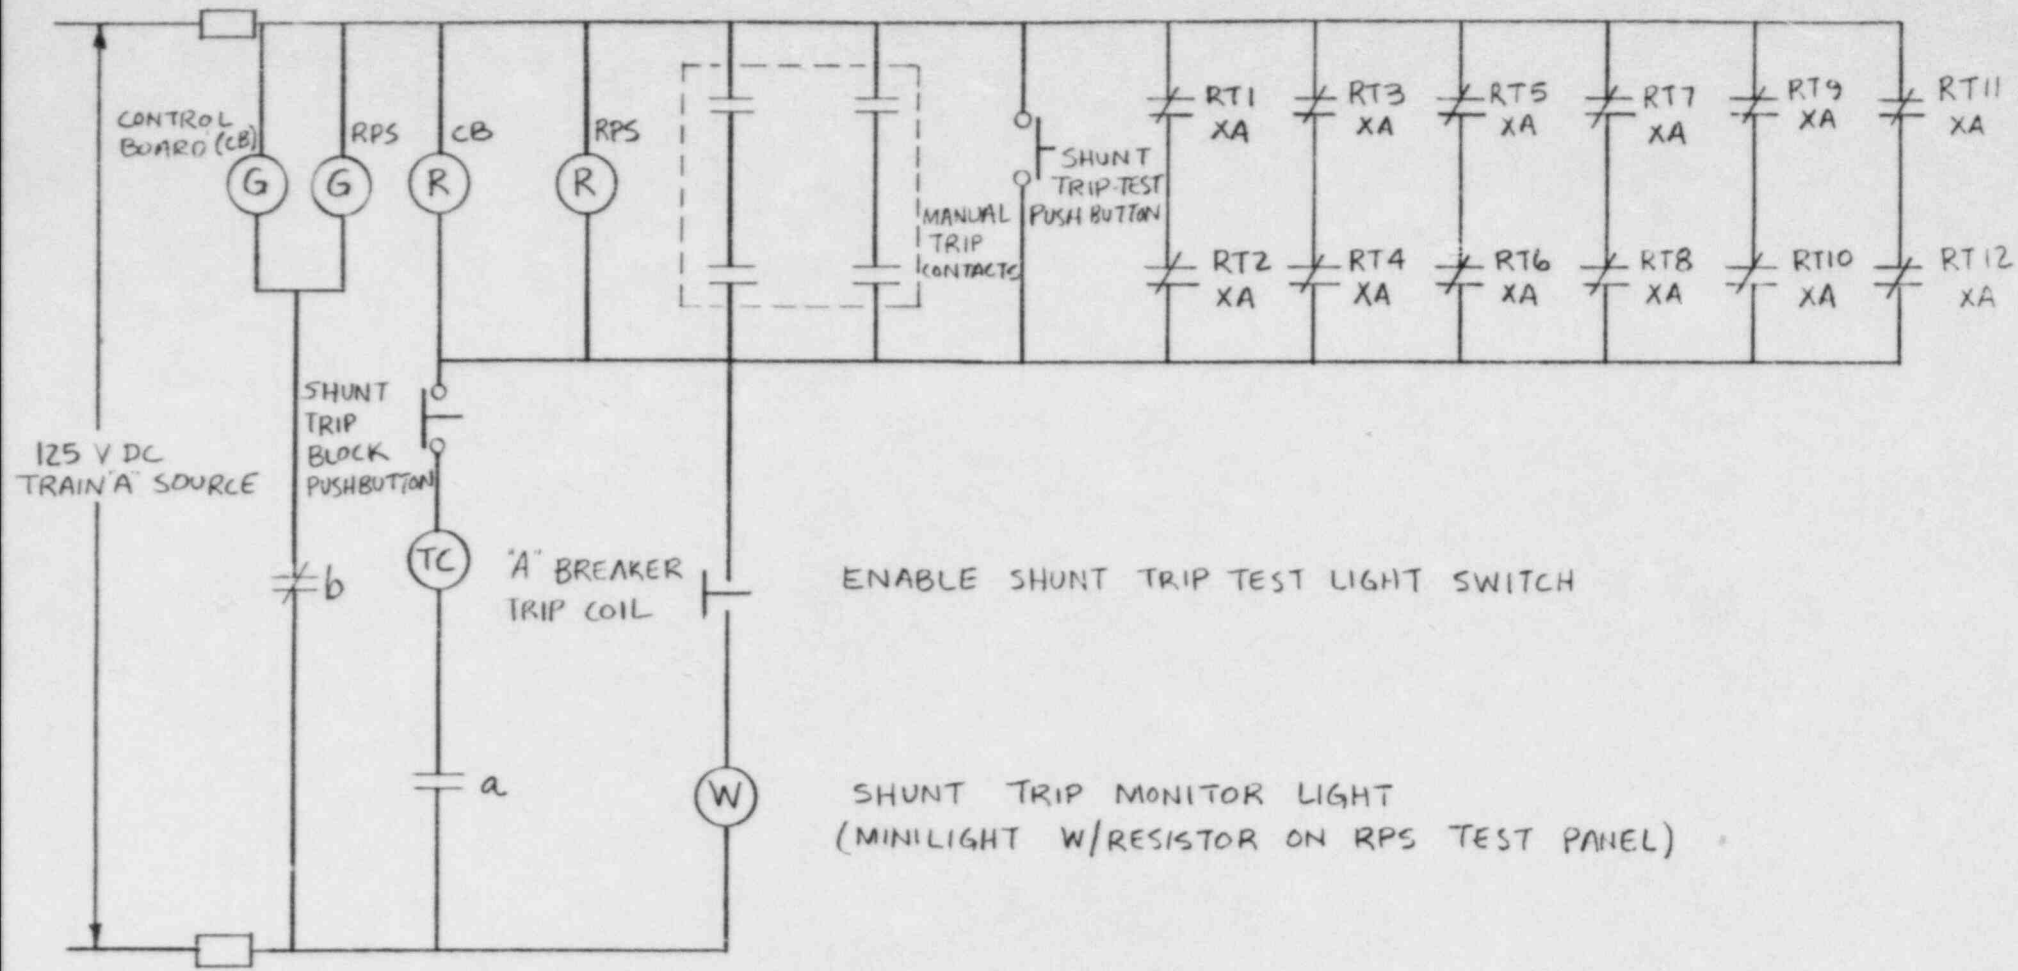 CONTROL
BOARD (CB)
RPS
CB
RPS
G
G
R
R
MANUAL
TRIP
CONTACTS
SHUNT
TRIP-TEST
PUSH BUTTON
RT1
XA
RT3
XA
RT5
XA
RT7
XA
RT9
XA
RT11
XA
RT2
XA
RT4
XA
RT6
XA
RT8
XA
RT10
XA
RT12
XA
125 V DC
TRAIN "A" SOURCE
SHUNT
TRIP
BLOCK
PUSHBUTTON
TC
"A" BREAKER
TRIP COIL
b
ENABLE SHUNT TRIP TEST LIGHT SWITCH
a
W
SHUNT TRIP MONITOR LIGHT
(MINILIGHT W/RESISTOR ON RPS TEST PANEL)